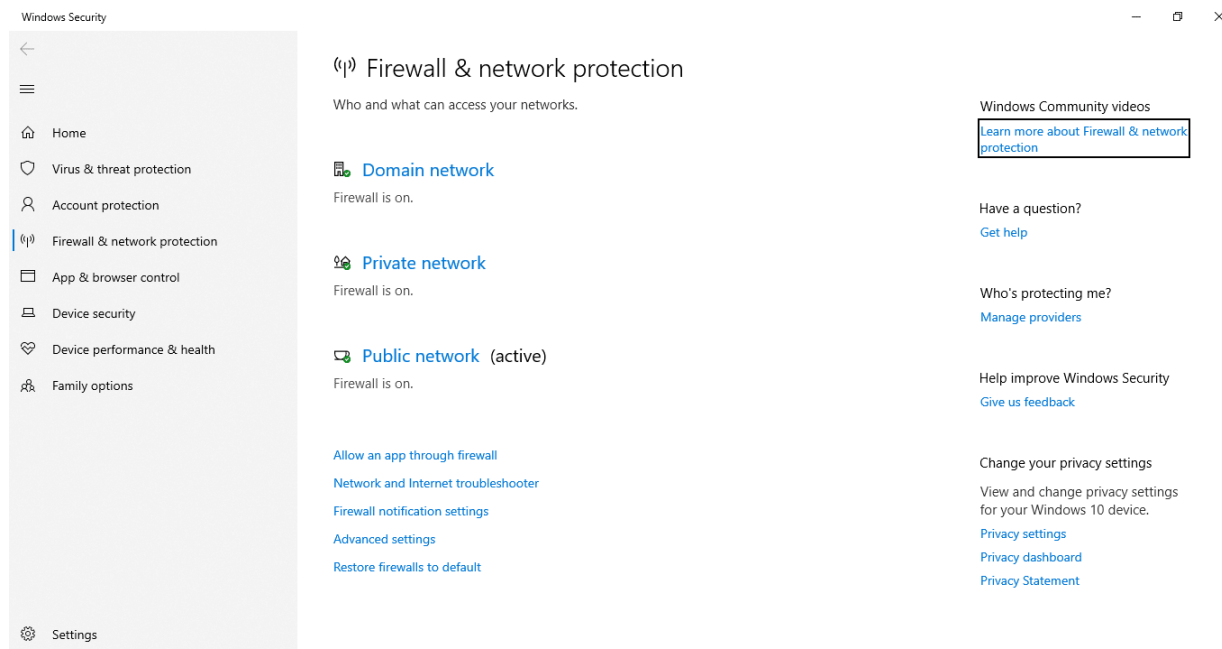 Windows Security
Home
Virus & threat protection
Account protection
Firewall & network protection
App & browser control
Device security
Device performance & health
Family options
Settings
Firewall & network protection
Who and what can access your networks.
Domain network
Firewall is on.
Private network
Firewall is on.
Public network (active)
Firewall is on.
Allow an app through firewall
Network and Internet troubleshooter
Firewall notification settings
Advanced settings
Restore firewalls to default
Windows Community videos
Learn more about Firewall & network
protection
Have a question?
Get help
Who's protecting me?
Manage providers
Help improve Windows Security
Give us feedback
Change your privacy settings
View and change privacy settings
for your Windows 10 device.
Privacy settings
Privacy dashboard
Privacy Statement